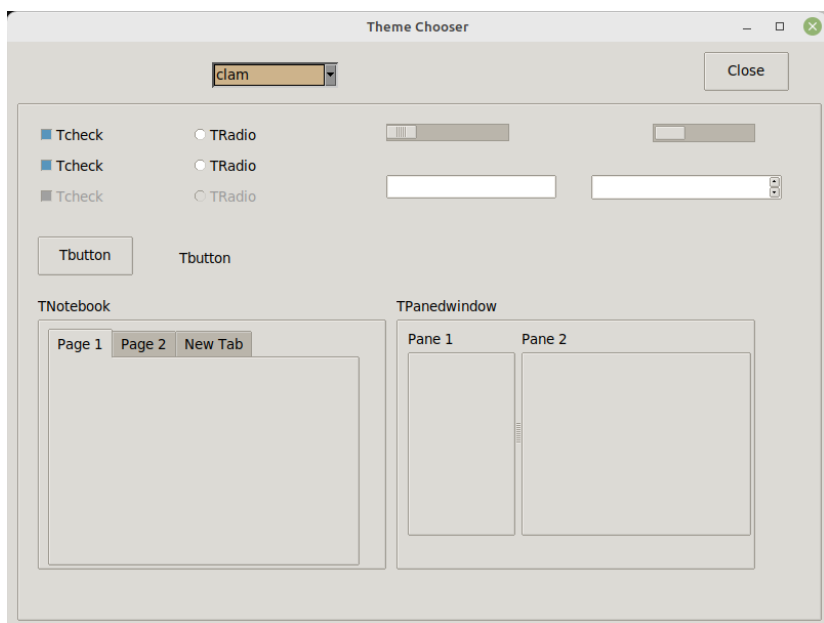 Theme Chooser
clam
Close
Tcheck TRadio
Tcheck TRadio
Tcheck TRadio
Tbutton Tbutton
TNotebook TPanedwindow
Page 1 Page 2 New Tab
Pane 1 Pane 2